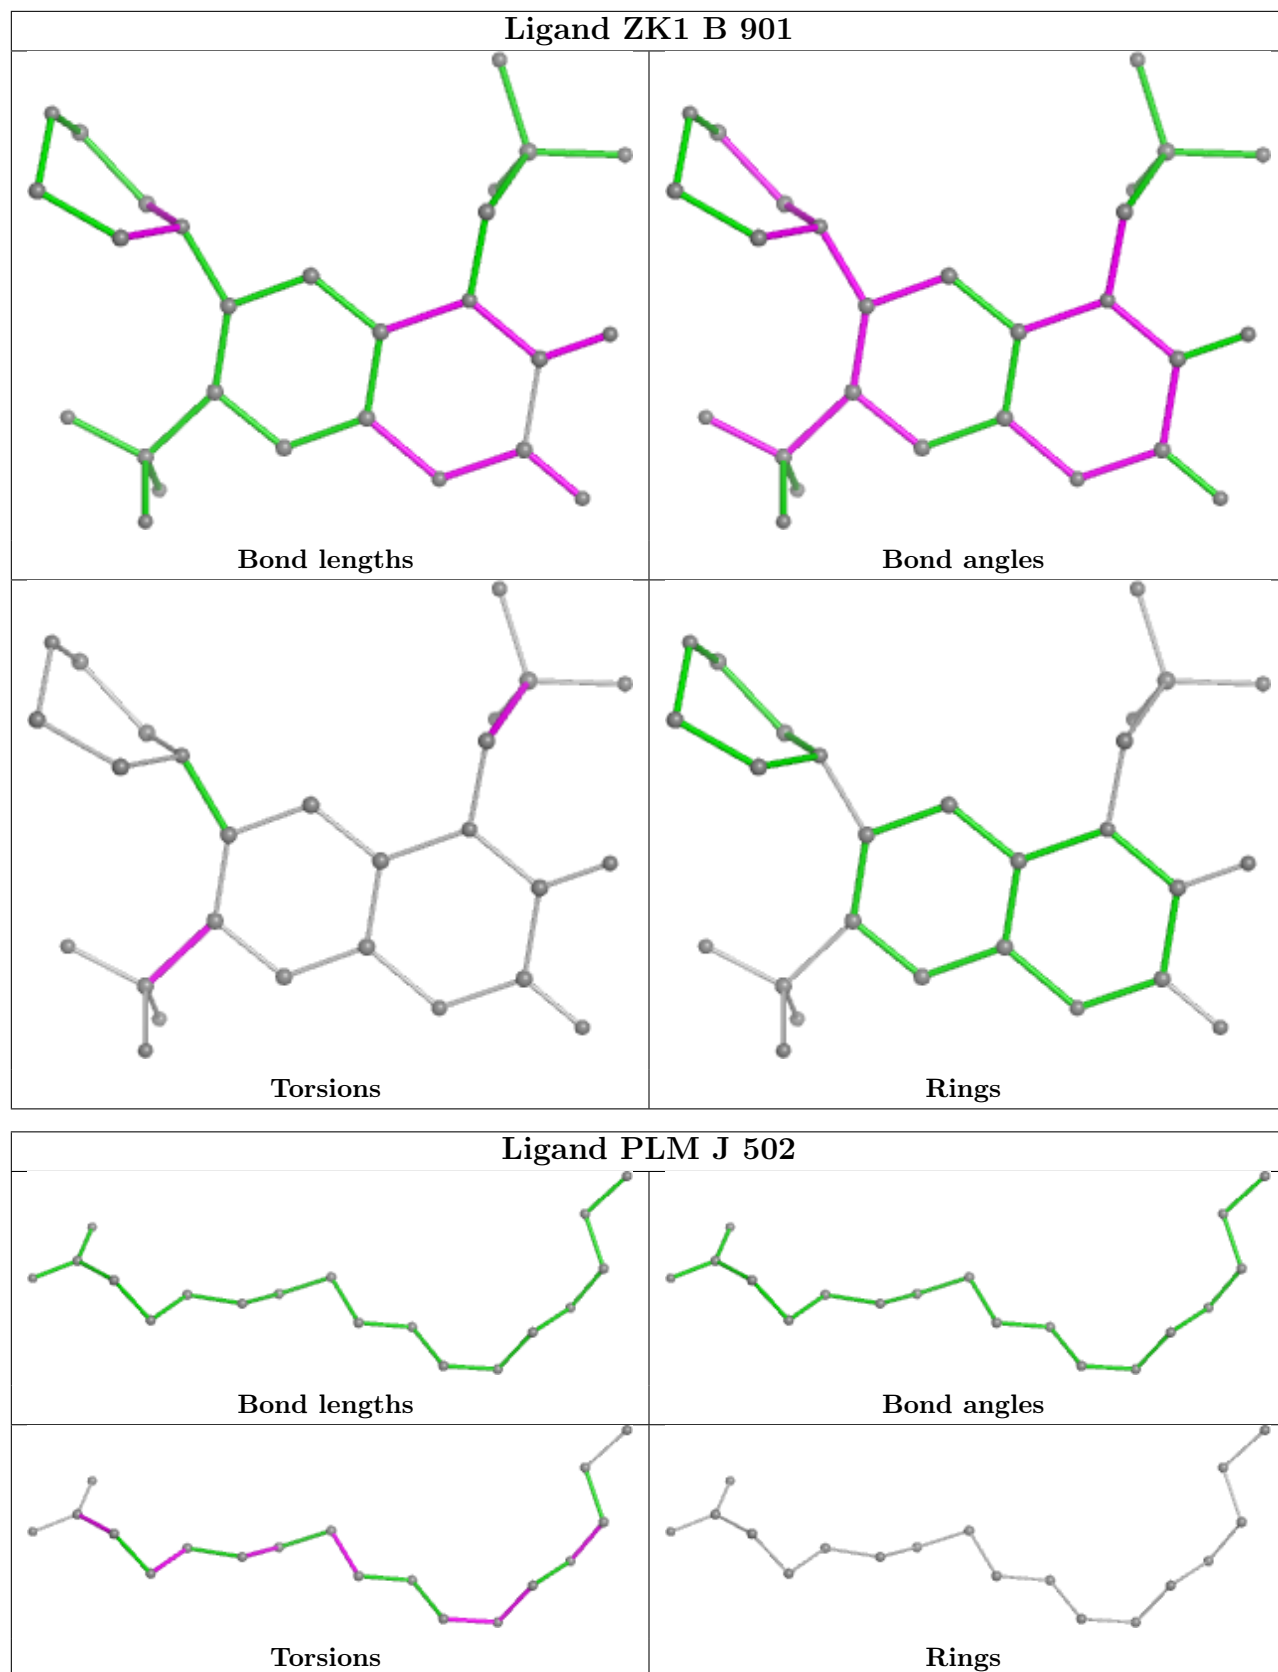 Ligand ZK1 B 901
Bond lengths
Bond angles
Torsions
Rings
Ligand PLM J 502
Bond lengths
Bond angles
Torsions
Rings